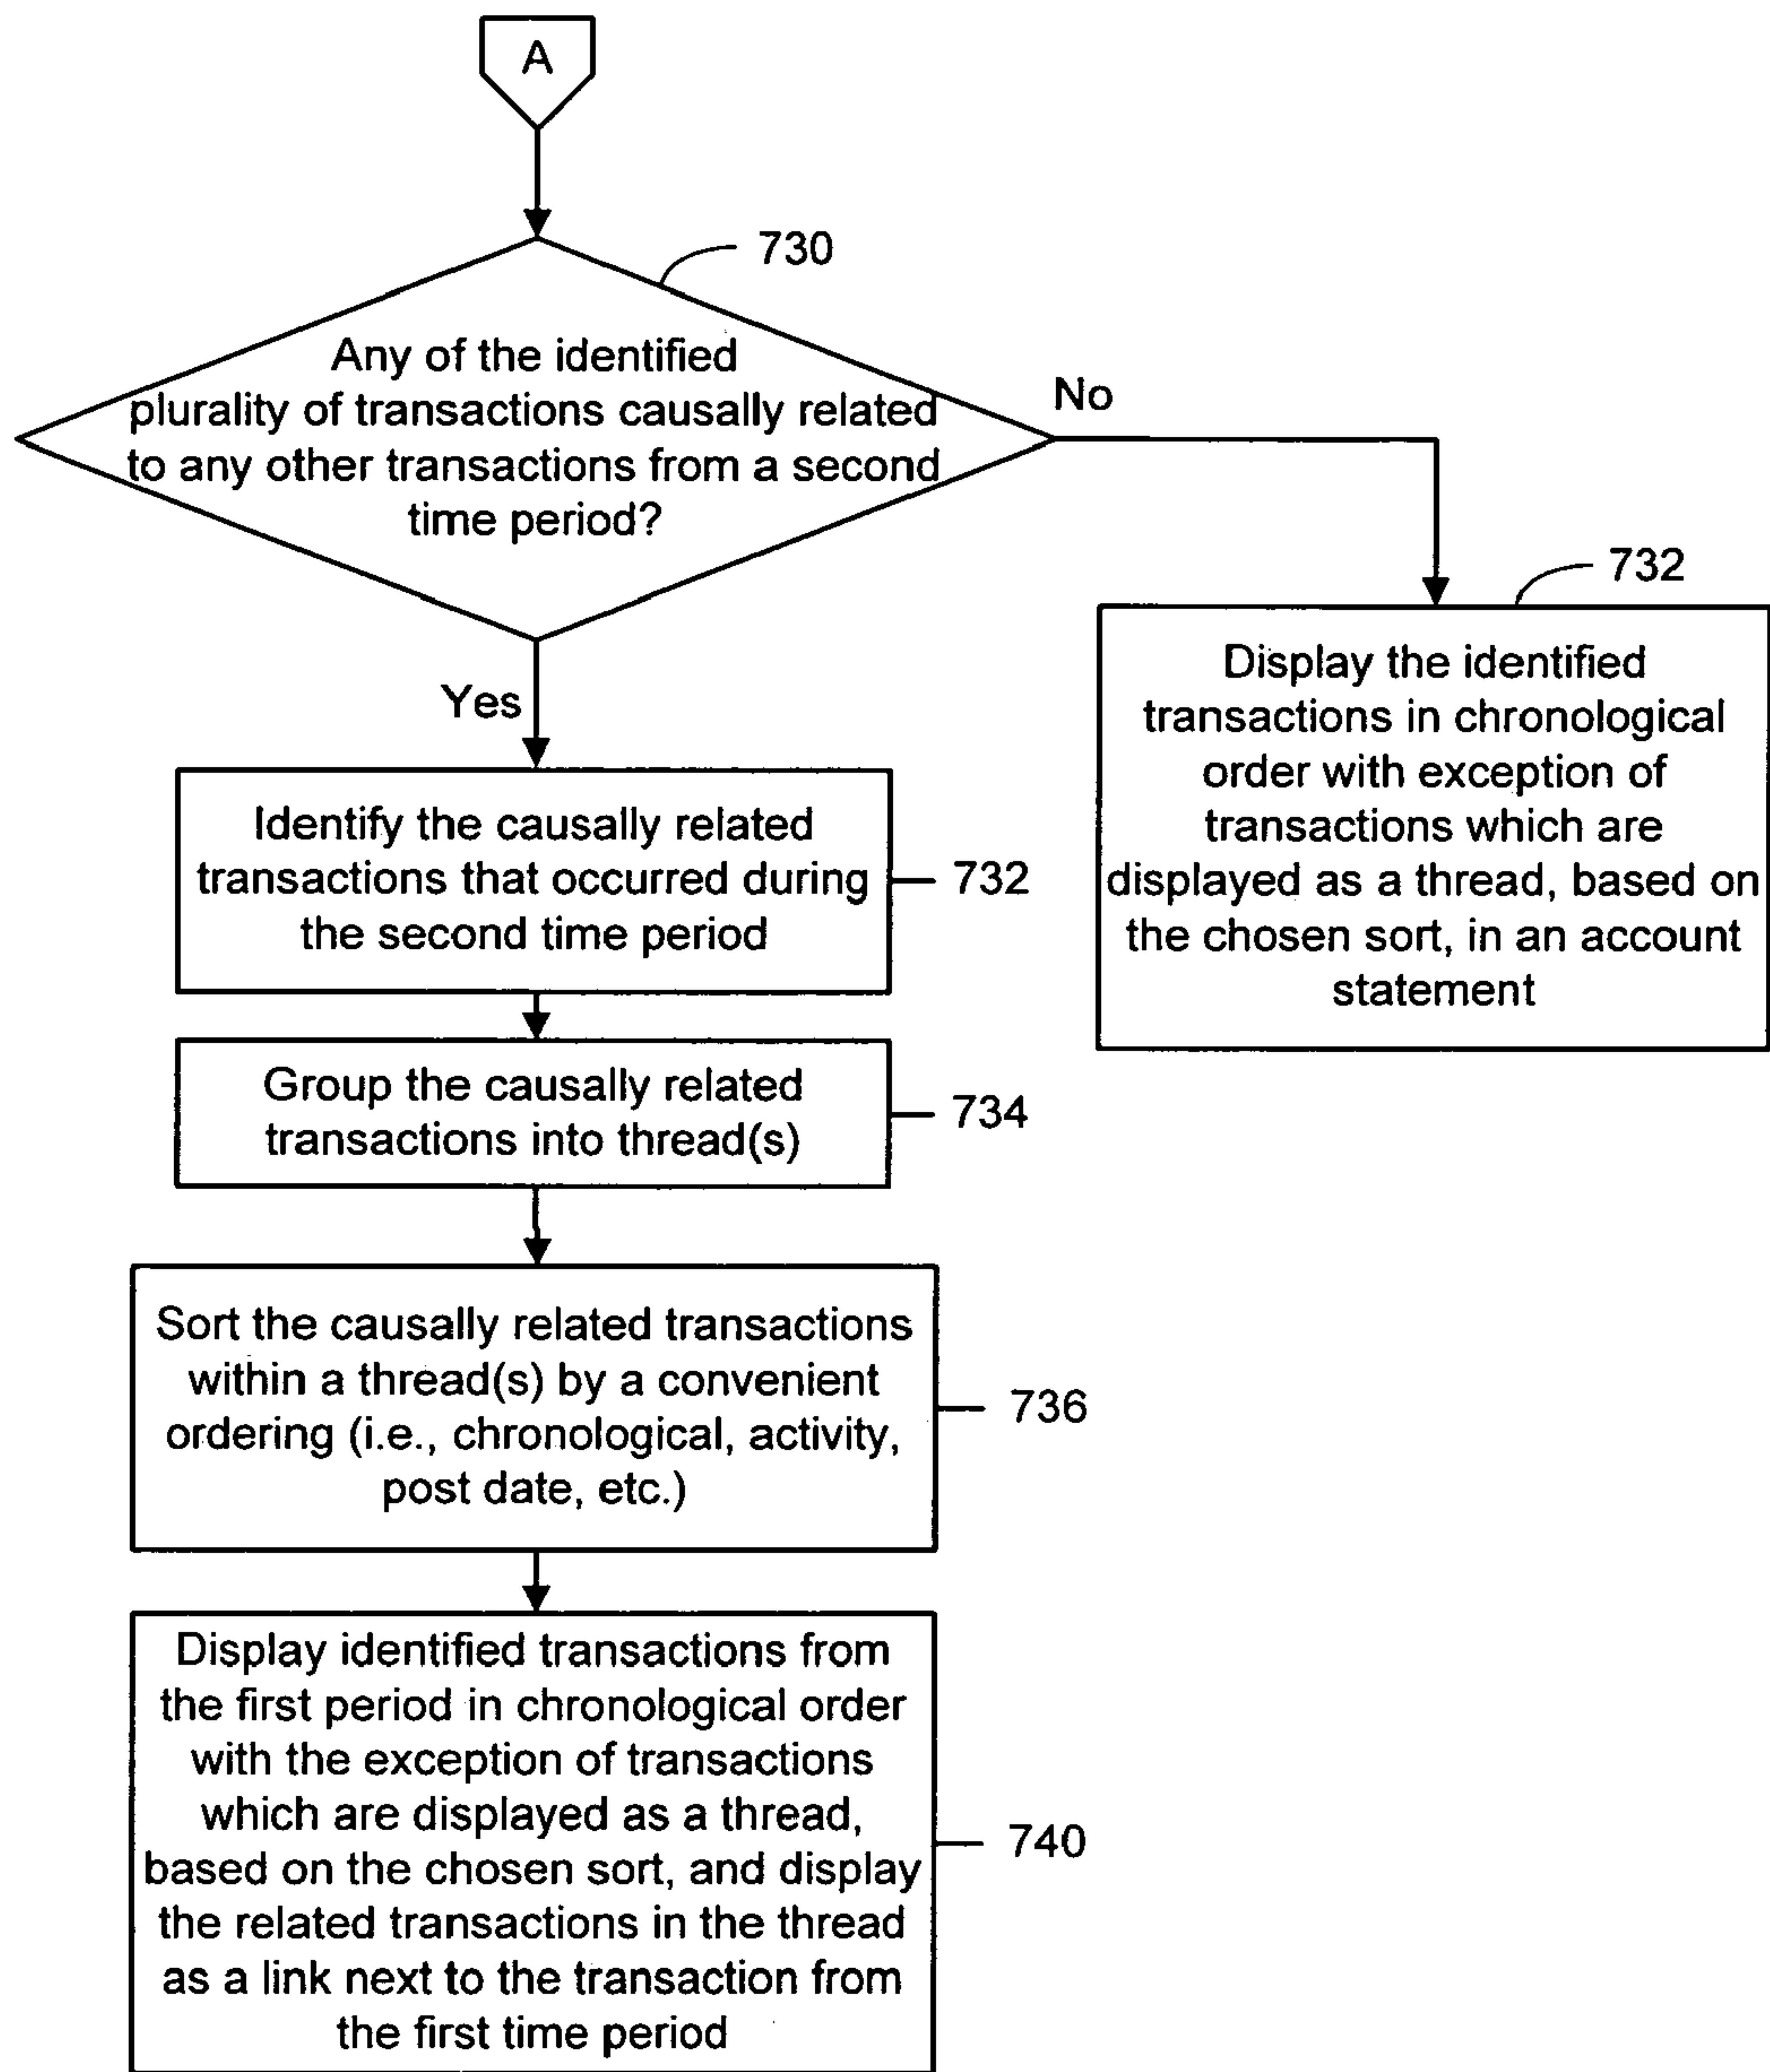 A
730
Any of the identified
plurality of transactions causally related
to any other transactions from a second
time period?
No
Yes
732
Display the identified
transactions in chronological
order with exception of
transactions which are
displayed as a thread, based on
the chosen sort, in an account
statement
Identify the causally related
transactions that occurred during
the second time period
732
Group the causally related
transactions into thread(s)
734
Sort the causally related transactions
within a thread(s) by a convenient
ordering (i.e., chronological, activity,
post date, etc.)
736
Display identified transactions from
the first period in chronological order
with the exception of transactions
which are displayed as a thread,
based on the chosen sort, and display
the related transactions in the thread
as a link next to the transaction from
the first time period
740